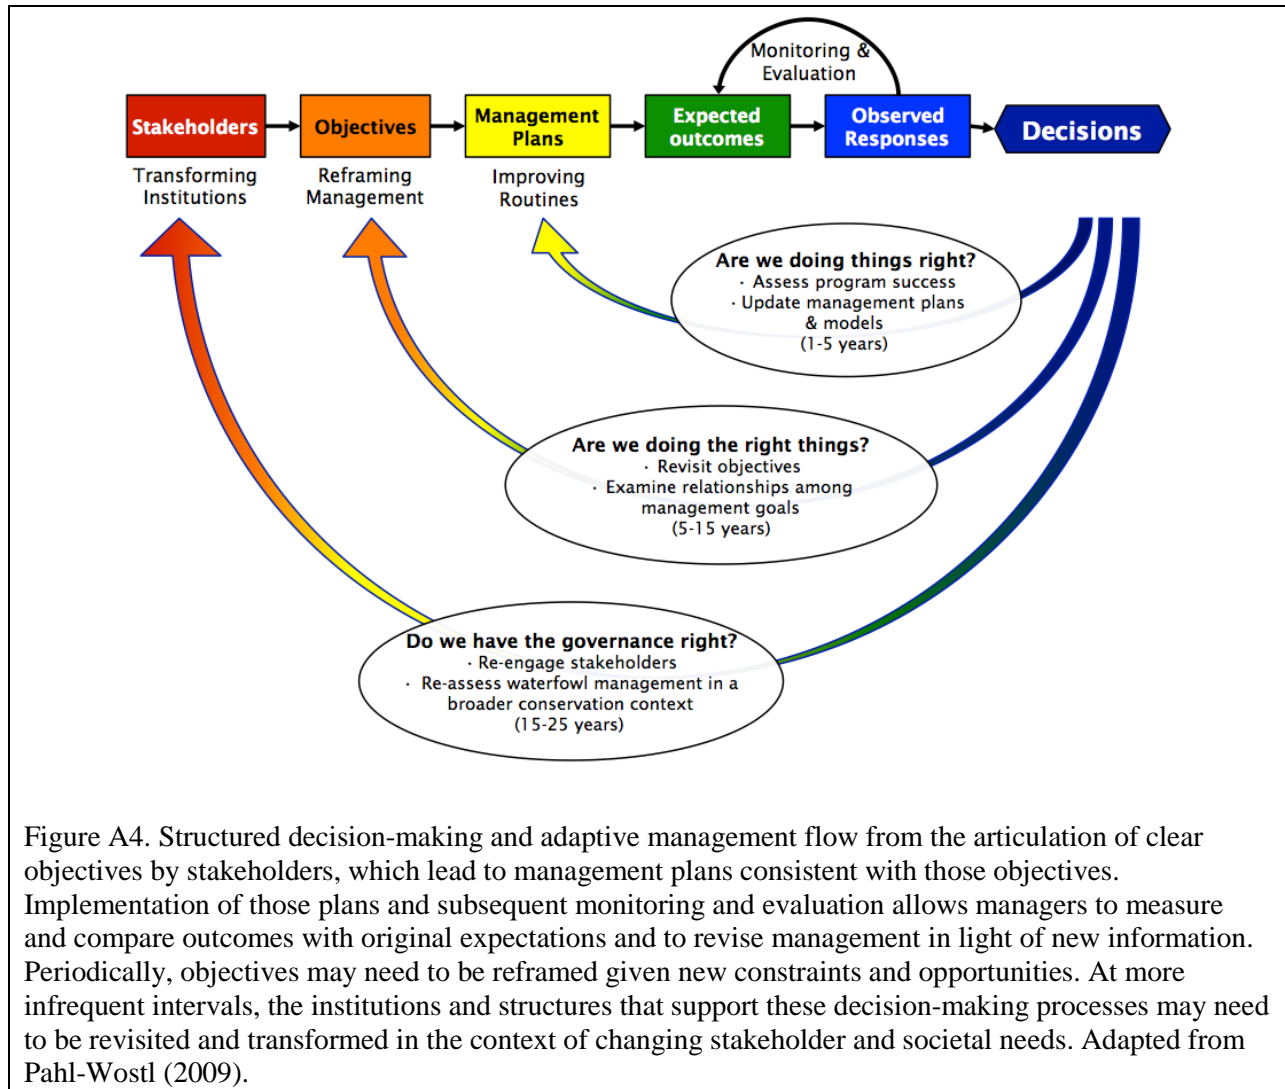 Monitoring &
Evaluation
Stakeholders
Objectives
Management
Plans
Expected
outcomes
Observed
Responses
Decisions
Transforming
Institutions
Reframing
Management
Improving
Routines
Are we doing things right?
· Assess program success
· Update management plans
& models
(1-5 years)
Are we doing the right things?
· Revisit objectives
· Examine relationships among
management goals
(5-15 years)
Do we have the governance right?
· Re-engage stakeholders
· Re-assess waterfowl management in a
broader conservation context
(15-25 years)
Figure A4. Structured decision-making and adaptive management flow from the articulation of clear
objectives by stakeholders, which lead to management plans consistent with those objectives.
Implementation of those plans and subsequent monitoring and evaluation allows managers to measure
and compare outcomes with original expectations and to revise management in light of new information.
Periodically, objectives may need to be reframed given new constraints and opportunities. At more
infrequent intervals, the institutions and structures that support these decision-making processes may need
to be revisited and transformed in the context of changing stakeholder and societal needs. Adapted from
Pahl-Wostl (2009).